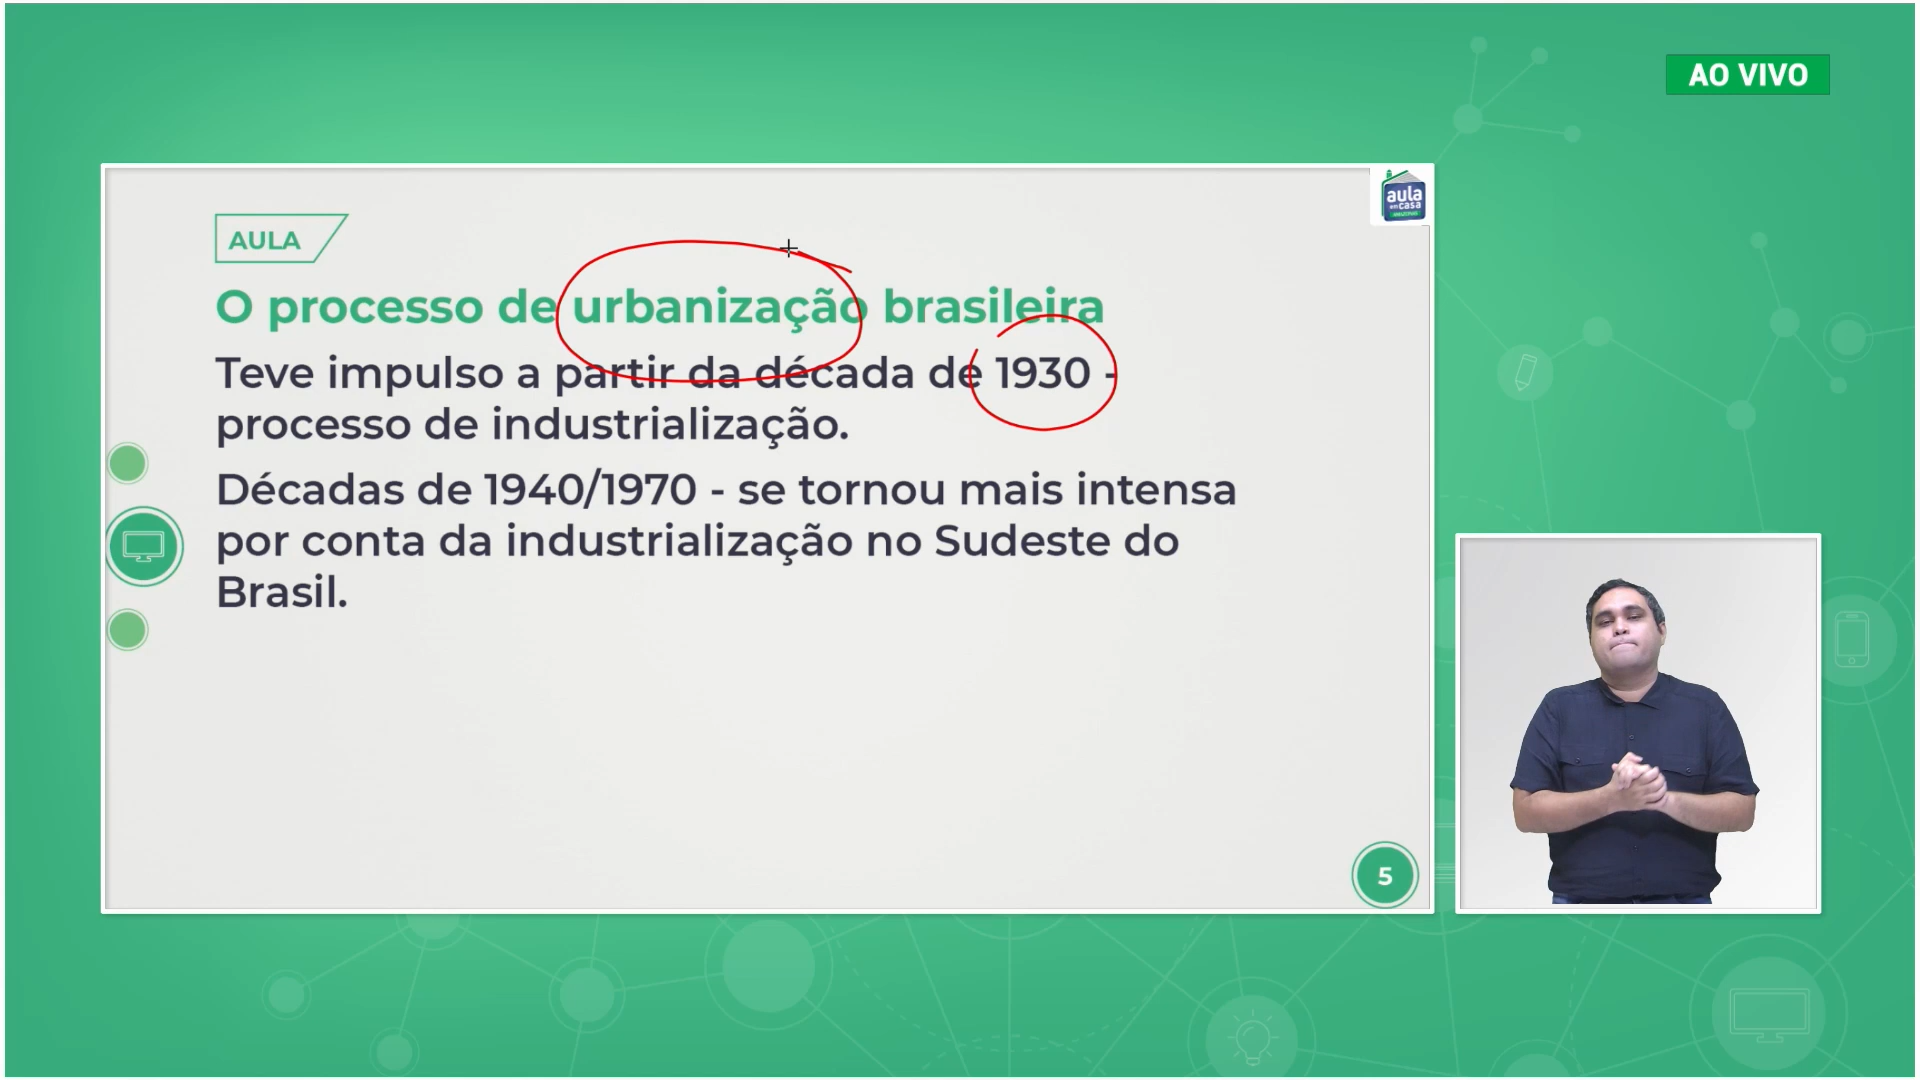 AO VIVO
aula
em casa
AULA
O processo de urbanização brasileira
Teve impulso a partir da década de 1930 -
processo de industrialização.
Décadas de 1940/1970 - se tornou mais intensa
por conta da industrialização no Sudeste do
Brasil.
5